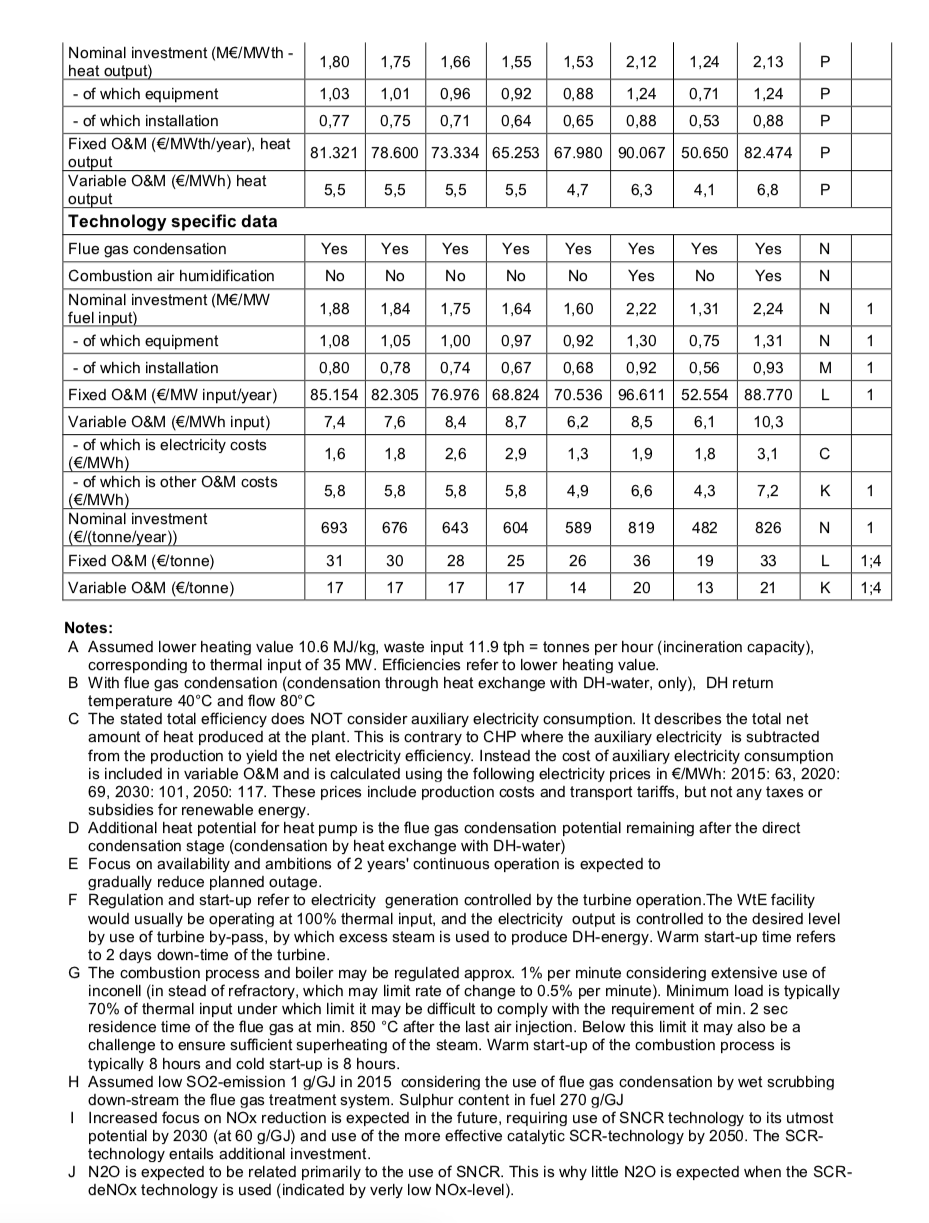 Nominal investment (M€/MWth - heat output) 1,80 1,75 1,66 1,55 1,53 2,12 1,24 2,13 P
- of which equipment 1,03 1,01 0,96 0,92 0,88 1,24 0,71 1,24 P
- of which installation 0,77 0,75 0,71 0,64 0,65 0,88 0,53 0,88 P
Fixed O&M (€/MWth/year), heat output 81.321 78.600 73.334 65.253 67.980 90.067 50.650 82.474 P
Variable O&M (€/MWh) heat output 5,5 5,5 5,5 5,5 4,7 6,3 4,1 6,8 P
Technology specific data
Flue gas condensation Yes Yes Yes Yes Yes Yes Yes Yes N
Combustion air humidification No No No No No Yes No Yes N
Nominal investment (M€/MW fuel input) 1,88 1,84 1,75 1,64 1,60 2,22 1,31 2,24 N 1
- of which equipment 1,08 1,05 1,00 0,97 0,92 1,30 0,75 1,31 N 1
- of which installation 0,80 0,78 0,74 0,67 0,68 0,92 0,56 0,93 M 1
Fixed O&M (€/MW input/year) 85.154 82.305 76.976 68.824 70.536 96.611 52.554 88.770 L 1
Variable O&M (€/MWh input) 7,4 7,6 8,4 8,7 6,2 8,5 6,1 10,3
- of which is electricity costs (€/MWh) 1,6 1,8 2,6 2,9 1,3 1,9 1,8 3,1 C
- of which is other O&M costs (€/MWh) 5,8 5,8 5,8 5,8 4,9 6,6 4,3 7,2 K 1
Nominal investment (€/(tonne/year)) 693 676 643 604 589 819 482 826 N 1
Fixed O&M (€/tonne) 31 30 28 25 26 36 19 33 L 1;4
Variable O&M (€/tonne) 17 17 17 17 14 20 13 21 K 1;4
Notes:
A Assumed lower heating value 10.6 MJ/kg, waste input 11.9 tph = tonnes per hour (incineration capacity),
corresponding to thermal input of 35 MW. Efficiencies refer to lower heating value.
B With flue gas condensation (condensation through heat exchange with DH-water, only), DH return
temperature 40°C and flow 80°C
C The stated total efficiency does NOT consider auxiliary electricity consumption. It describes the total net
amount of heat produced at the plant. This is contrary to CHP where the auxiliary electricity is subtracted
from the production to yield the net electricity efficiency. Instead the cost of auxiliary electricity consumption
is included in variable O&M and is calculated using the following electricity prices in €/MWh: 2015: 63, 2020:
69, 2030: 101, 2050: 117. These prices include production costs and transport tariffs, but not any taxes or
subsidies for renewable energy.
D Additional heat potential for heat pump is the flue gas condensation potential remaining after the direct
condensation stage (condensation by heat exchange with DH-water)
E Focus on availability and ambitions of 2 years' continuous operation is expected to
gradually reduce planned outage.
F Regulation and start-up refer to electricity generation controlled by the turbine operation.The WtE facility
would usually be operating at 100% thermal input, and the electricity output is controlled to the desired level
by use of turbine by-pass, by which excess steam is used to produce DH-energy. Warm start-up time refers
to 2 days down-time of the turbine.
G The combustion process and boiler may be regulated approx. 1% per minute considering extensive use of
inconell (in stead of refractory, which may limit rate of change to 0.5% per minute). Minimum load is typically
70% of thermal input under which limit it may be difficult to comply with the requirement of min. 2 sec
residence time of the flue gas at min. 850 °C after the last air injection. Below this limit it may also be a
challenge to ensure sufficient superheating of the steam. Warm start-up of the combustion process is
typically 8 hours and cold start-up is 8 hours.
H Assumed low SO2-emission 1 g/GJ in 2015 considering the use of flue gas condensation by wet scrubbing
down-stream the flue gas treatment system. Sulphur content in fuel 270 g/GJ
I Increased focus on NOx reduction is expected in the future, requiring use of SNCR technology to its utmost
potential by 2030 (at 60 g/GJ) and use of the more effective catalytic SCR-technology by 2050. The SCR-
technology entails additional investment.
J N2O is expected to be related primarily to the use of SNCR. This is why little N2O is expected when the SCR-
deNOx technology is used (indicated by verly low NOx-level).